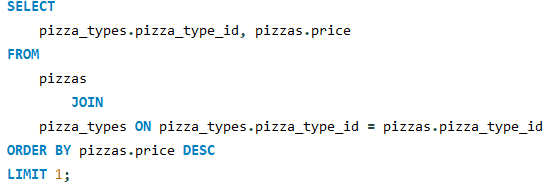 SELECT
pizza_types.pizza_type_id, pizzas.price
FROM
pizzas
JOIN
pizza_types ON pizza_types.pizza_type_id = pizzas.pizza_type_id
ORDER BY pizzas.price DESC
LIMIT 1;